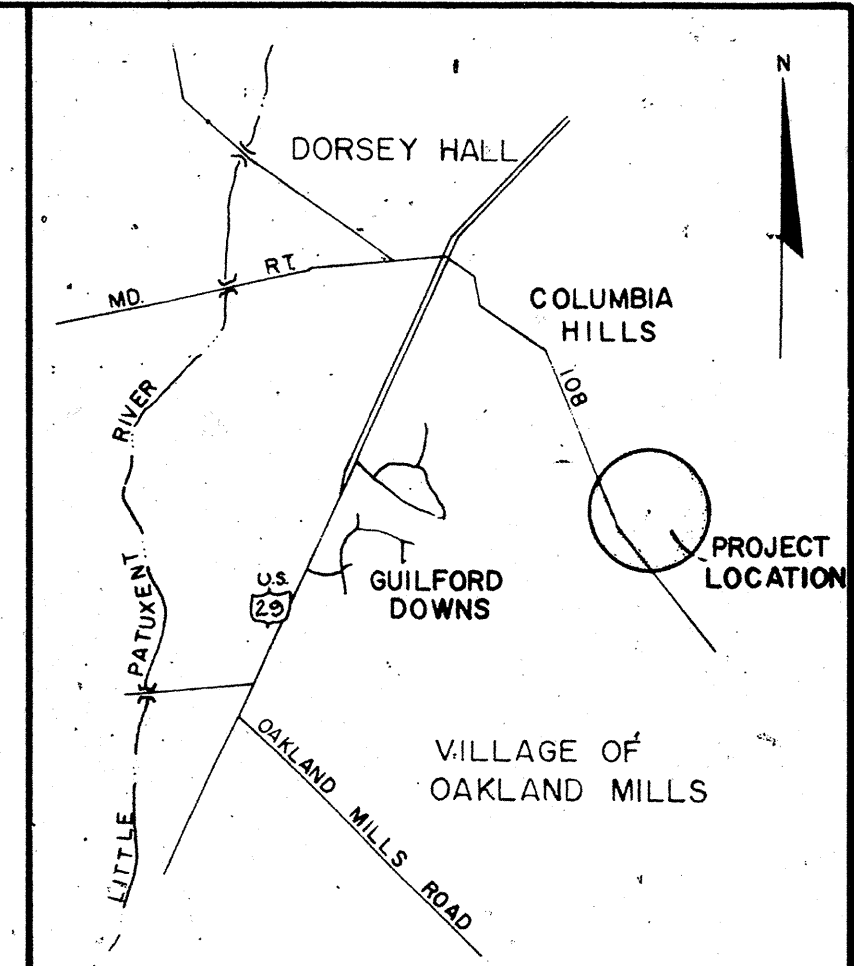 N
DORSEY HALL
MD. RT. 108
COLUMBIA
HILLS
PROJECT
LOCATION
U.S.
29
GUILFORD
DOWNS
LITTLE PATUXENT RIVER
OAKLAND MILLS ROAD
VILLAGE OF
OAKLAND MILLS